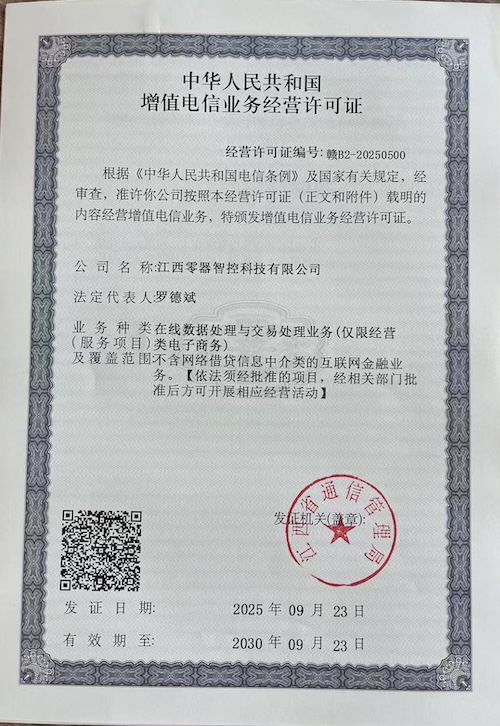 中华人民共和国
增值电信业务经营许可证
经营许可证编号: 赣B2-20250500
根据《中华人民共和国电信条例》及国家有关规定，经
审查，准许你公司按照本经营许可证（正文和附件）载明的
内容经营增值电信业务，特颁发增值电信业务经营许可证。
公司名称:江西零器智控科技有限公司
法定代表人:罗德斌
业务种类 在线数据处理与交易处理业务(仅限经营
(服务项目) 类电子商务)
及覆盖范围:不含网络借贷信息中介类的互联网金融业
务。【依法须经批准的项目，经相关部门批
准后方可开展相应经营活动】
发证机关(盖章):
江西省通信管理局
发证日期: 2025 年 09 月 23 日
有效期至: 2030 年 09 月 23 日